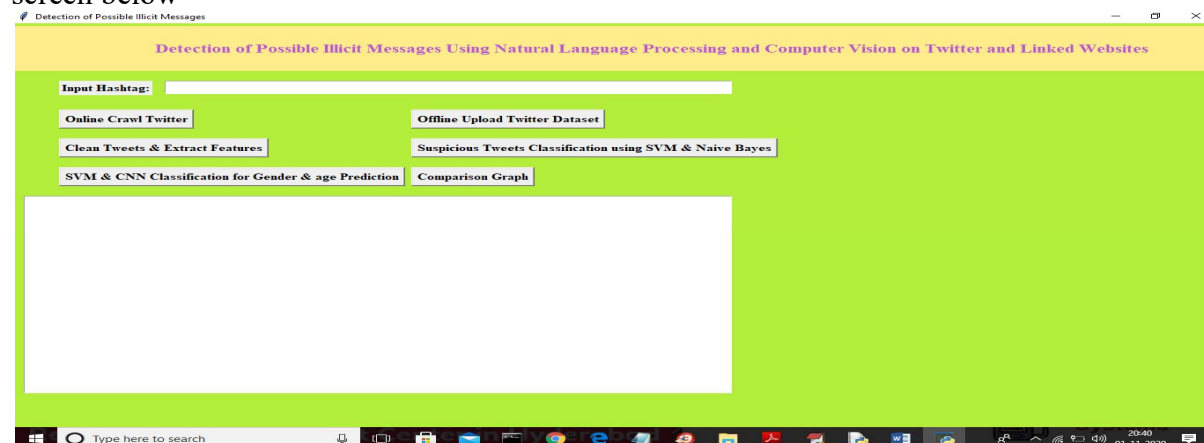 screen below
Detection of Possible Illicit Messages
Detection of Possible Illicit Messages Using Natural Language Processing and Computer Vision on Twitter and Linked Websites
Input Hashtag:
Online Crawl Twitter
Offline Upload Twitter Dataset
Clean Tweets & Extract Features
Suspicious Tweets Classification using SVM & Naive Bayes
SVM & CNN Classification for Gender & age Prediction
Comparison Graph
Type here to search
20:40
01-11-2020